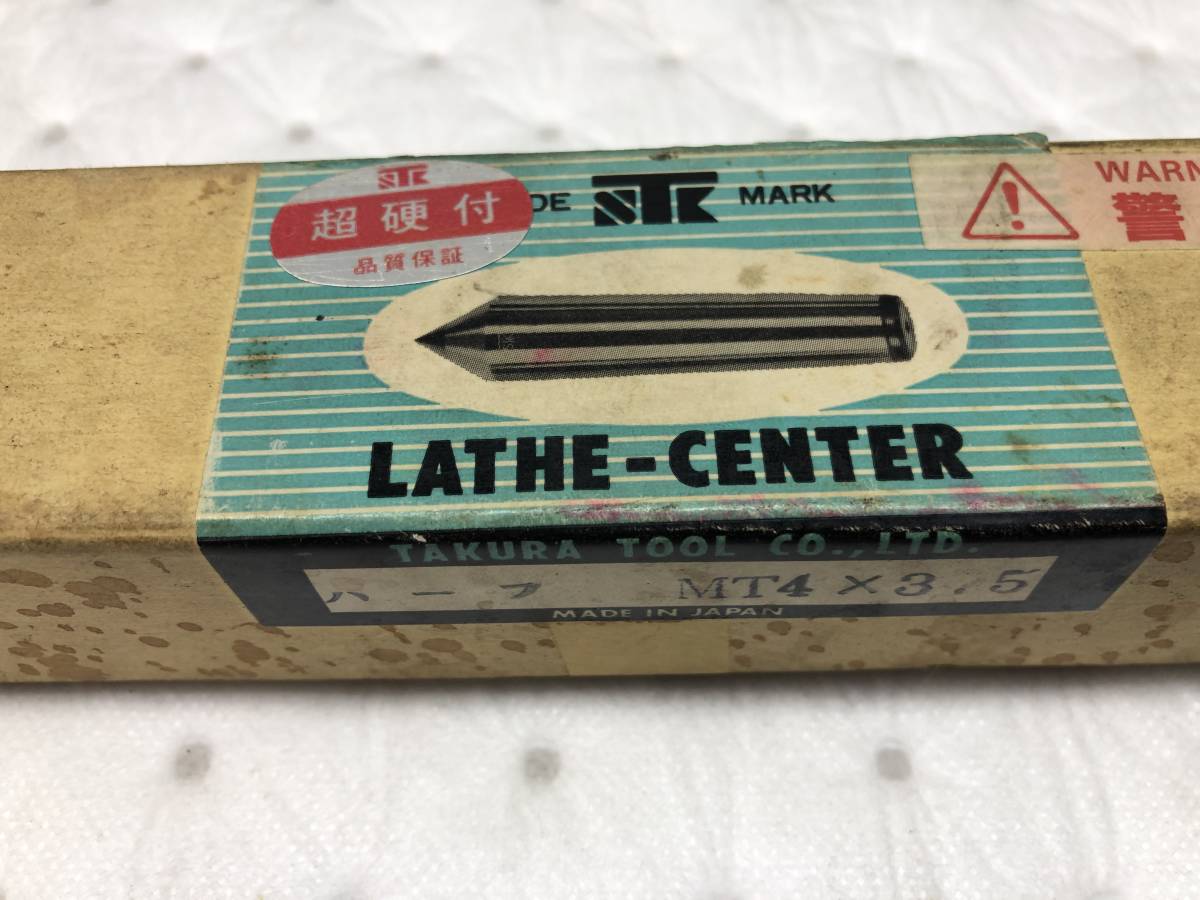 STK
超硬付
品質保証
DE STK MARK
WARN
警
LATHE-CENTER
TAKURA TOOL CO., LTD.
ハーフ MT4×3.5
MADE IN JAPAN